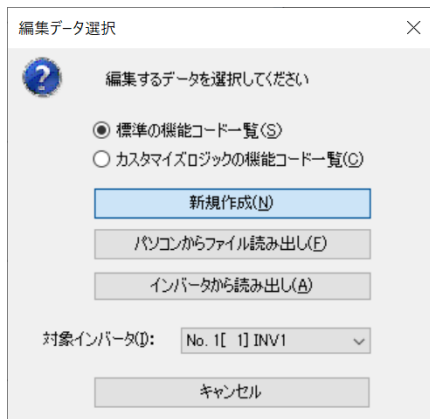 編集データ選択
編集するデータを選択してください
標準の機能コード一覧(S)
カスタマイズロジックの機能コード一覧(C)
新規作成(N)
パソコンからファイル読み出し(F)
インバータから読み出し(A)
対象インバータ(I): No. 1[ 1] INV1
キャンセル